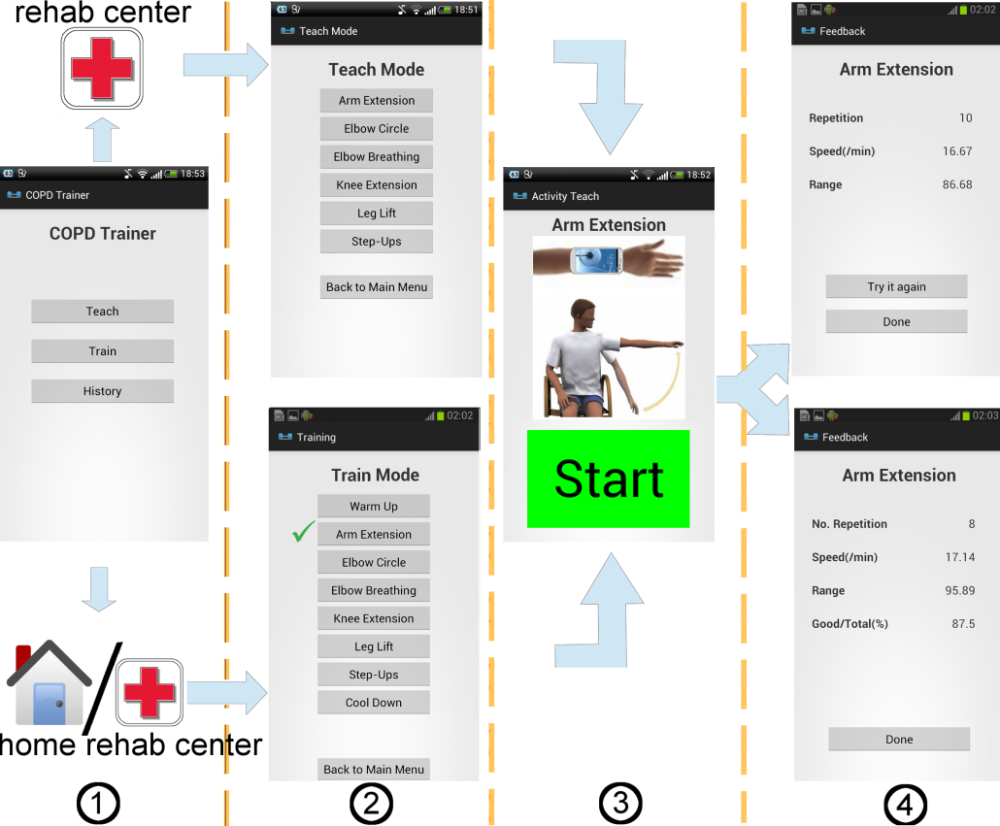 rehab center
18:53
COPD Trainer
COPD Trainer
Teach
Train
History
home rehab center
1
18:51
Teach Mode
Teach Mode
Arm Extension
Elbow Circle
Elbow Breathing
Knee Extension
Leg Lift
Step-Ups
Back to Main Menu
02:02
Training
Train Mode
Warm Up
Arm Extension
Elbow Circle
Elbow Breathing
Knee Extension
Leg Lift
Step-Ups
Cool Down
Back to Main Menu
2
18:52
Activity Teach
Arm Extension
Start
3
02:02
Feedback
Arm Extension
Repetition 10
Speed(/min) 16.67
Range 86.68
Try it again
Done
02:03
Feedback
Arm Extension
No. Repetition 8
Speed(/min) 17.14
Range 95.89
Good/Total(%) 87.5
Done
4